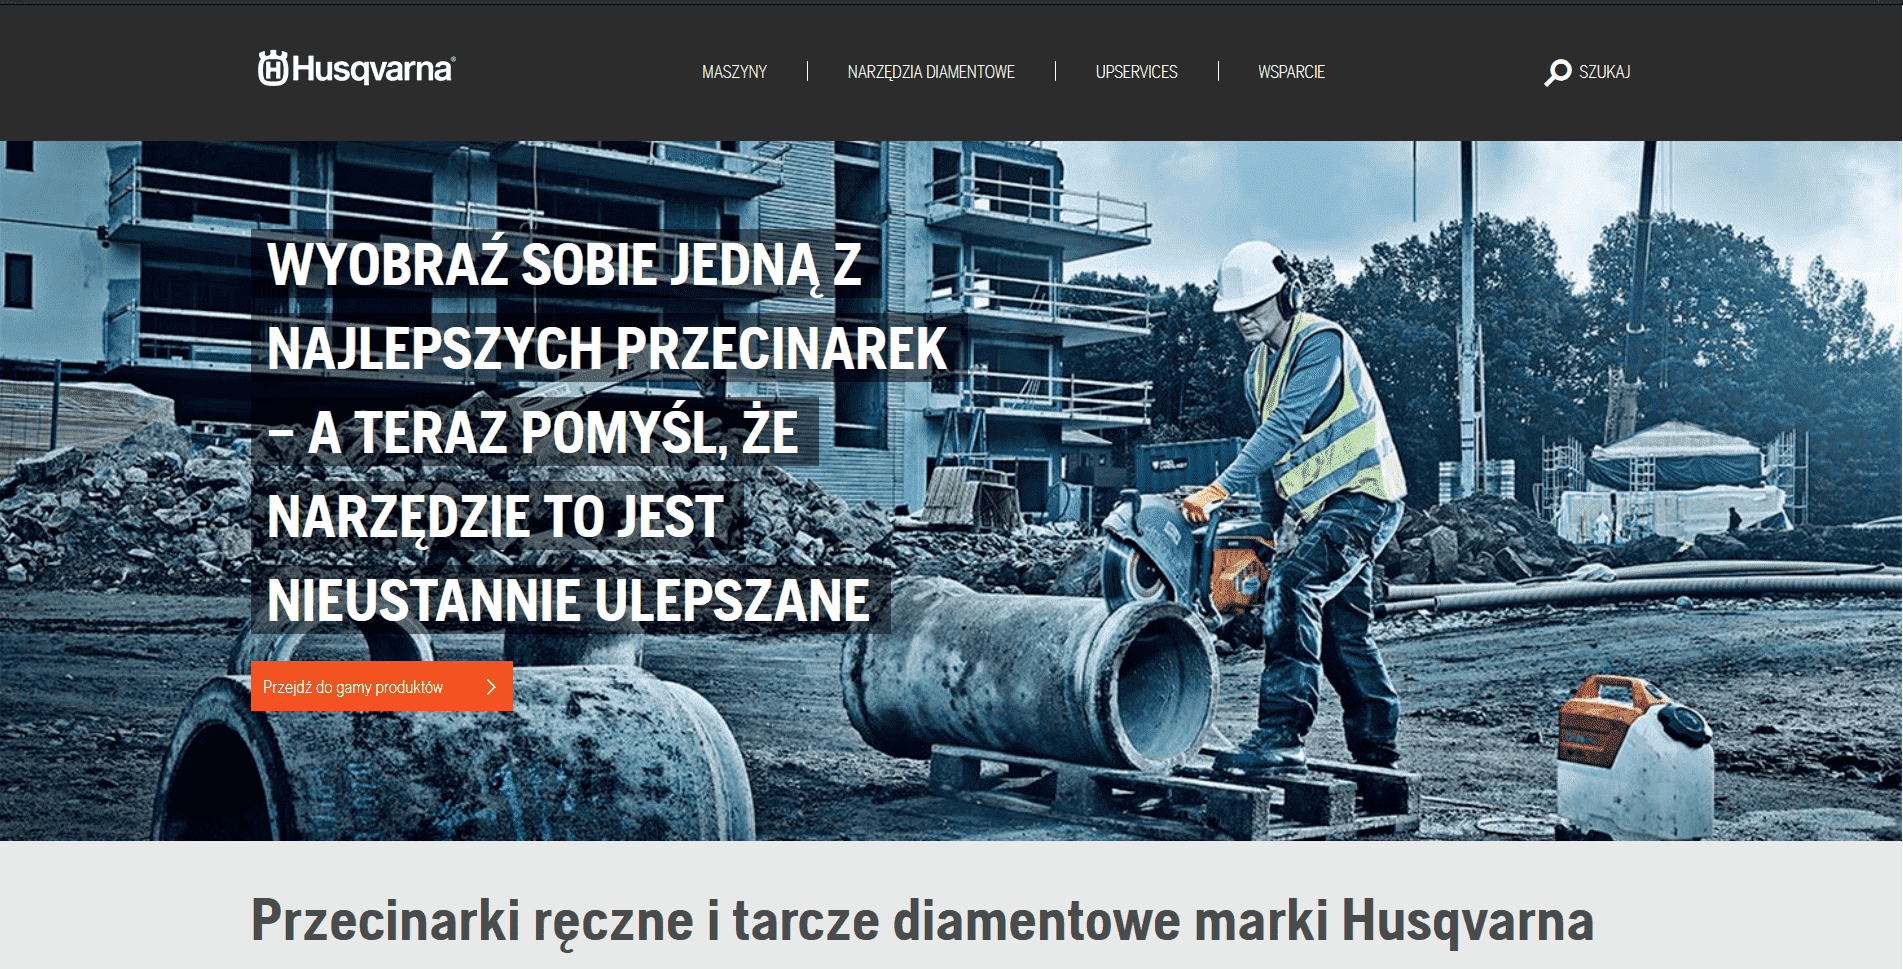 Husqvarna®
MASZYNY
NARZĘDZIA DIAMENTOWE
UPSERVICES
WSPARCIE
SZUKAJ
WYOBRAŹ SOBIE JEDNĄ Z
NAJLEPSZYCH PRZECINAREK
– A TERAZ POMYŚL, ŻE
NARZĘDZIE TO JEST
NIEUSTANNIE ULEPSZANE
Przejdź do gamy produktów
Przecinarki ręczne i tarcze diamentowe marki Husqvarna